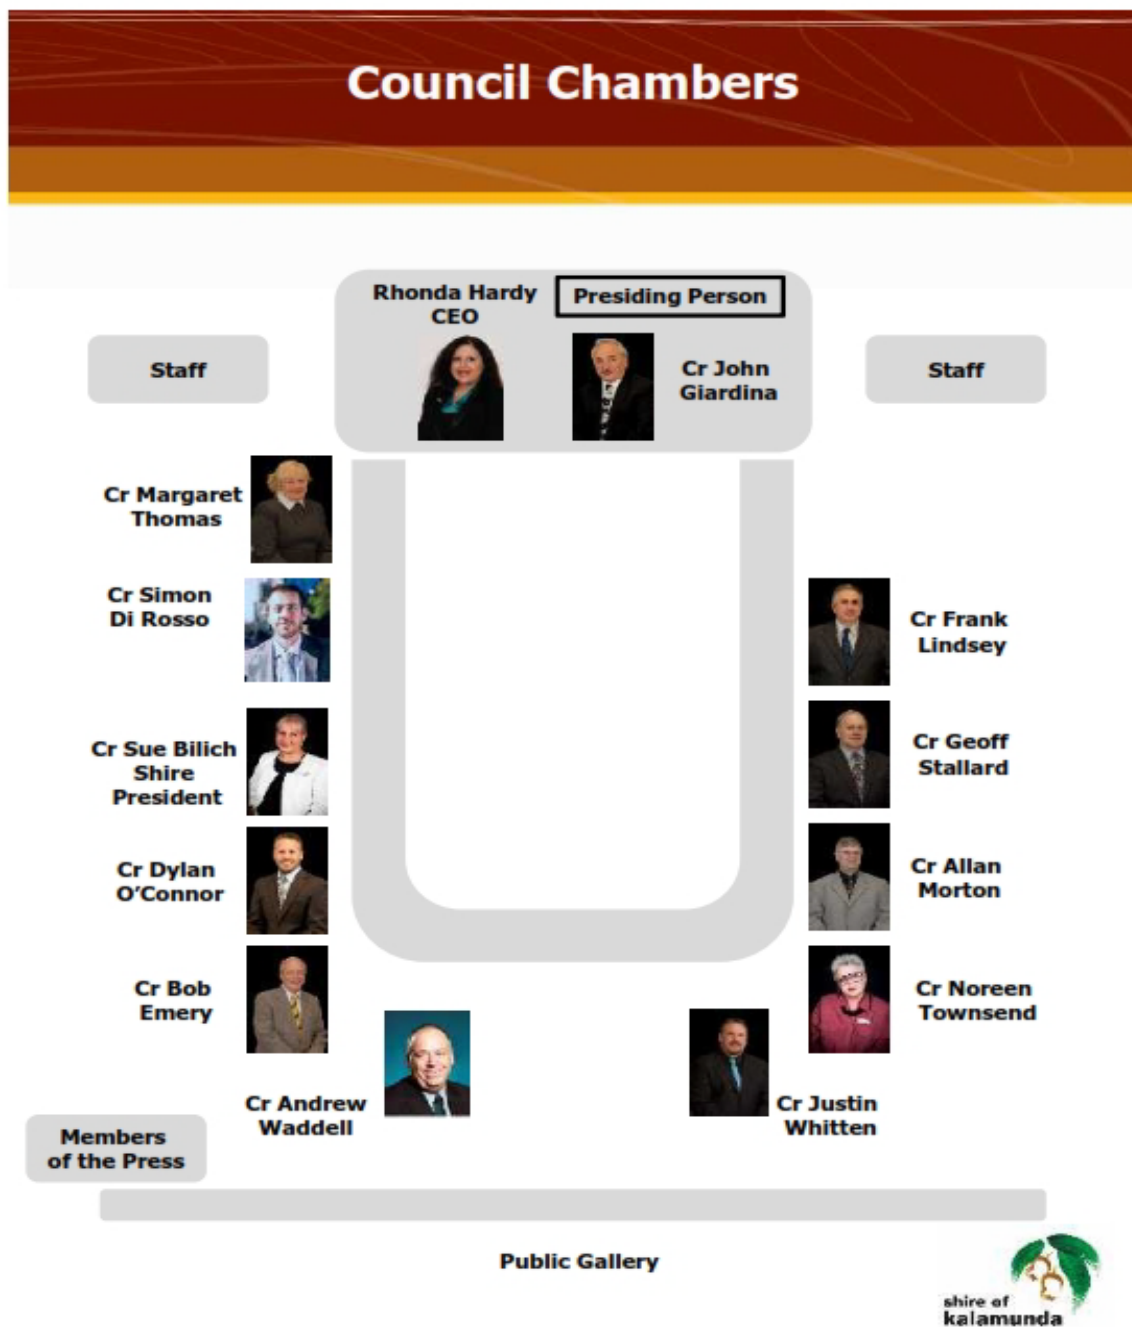 Council Chambers
Rhonda Hardy
CEO
Presiding Person
Staff
Cr John
Giardina
Staff
Cr Margaret
Thomas
Cr Simon
Di Rosso
Cr Frank
Lindsey
Cr Sue Bilich
Shire
President
Cr Geoff
Stallard
Cr Dylan
O'Connor
Cr Allan
Morton
Cr Bob
Emery
Cr Noreen
Townsend
Cr Andrew
Waddell
Cr Justin
Whitten
Members
of the Press
Public Gallery
shire of
kalamunda